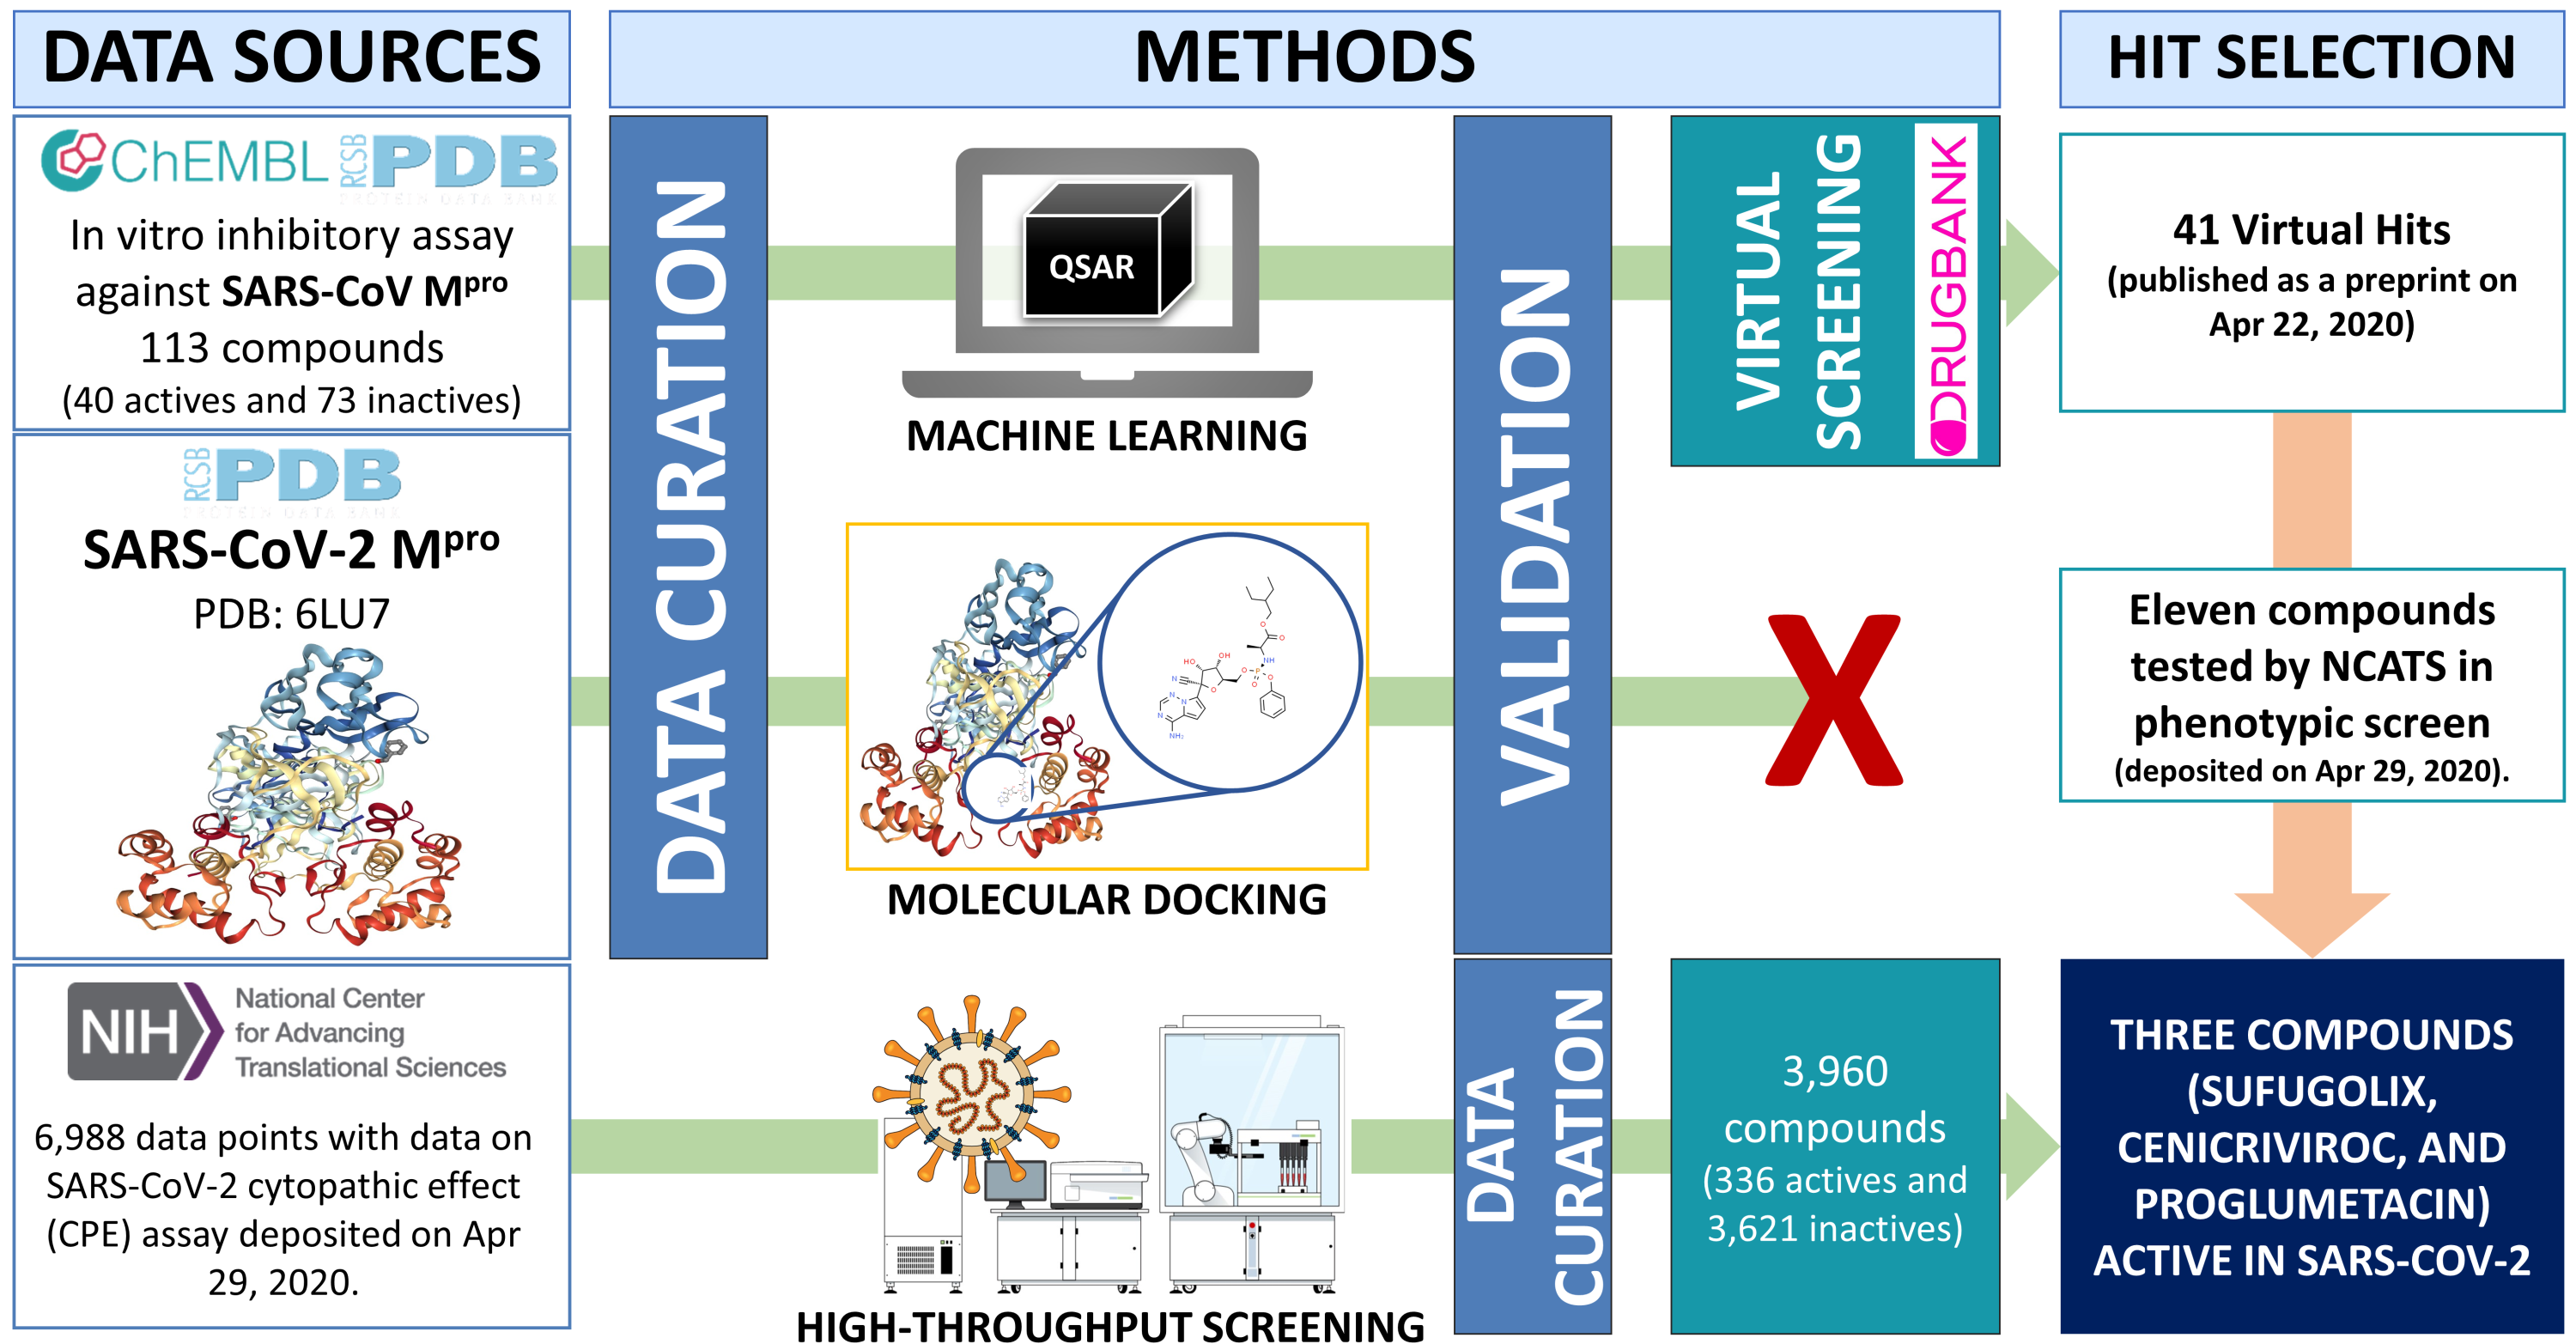 DATA SOURCES
METHODS
HIT SELECTION
ChEMBL
RCSB
PDB
PROTEIN DATA BANK
In vitro inhibitory assay
against SARS-CoV Mpro
113 compounds
(40 actives and 73 inactives)
RCSB
PDB
PROTEIN DATA BANK
SARS-CoV-2 Mpro
PDB: 6LU7
NIH
National Center
for Advancing
Translational Sciences
6,988 data points with data on
SARS-CoV-2 cytopathic effect
(CPE) assay deposited on Apr
29, 2020.
DATA CURATION
QSAR
MACHINE LEARNING
HO
OH
O
O
NH
O
P
O
O
O
N
N
N
N
NH2
MOLECULAR DOCKING
HIGH-THROUGHPUT SCREENING
VALIDATION
DATA
CURATION
VIRTUAL
SCREENING
DRUGBANK
X
3,960
compounds
(336 actives and
3,621 inactives)
41 Virtual Hits
(published as a preprint on
Apr 22, 2020)
Eleven compounds
tested by NCATS in
phenotypic screen
(deposited on Apr 29, 2020).
THREE COMPOUNDS
(SUFUGOLIX,
CENICRIVIROC, AND
PROGLUMETACIN)
ACTIVE IN SARS-COV-2